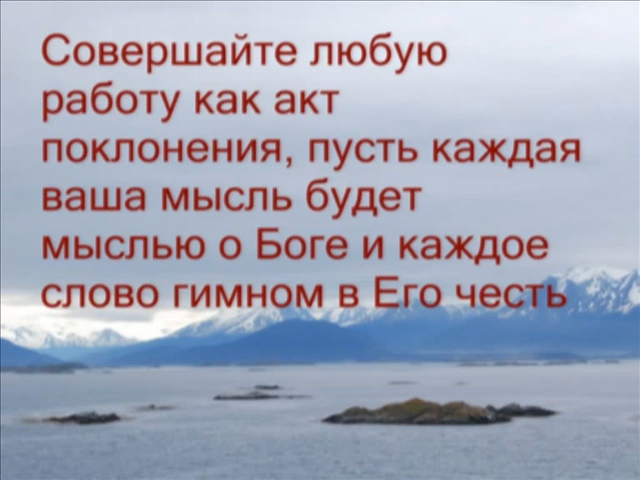 Совершайте любую
работу как акт
поклонения, пусть каждая
ваша мысль будет
мыслью о Боге и каждое
слово гимном в Его честь